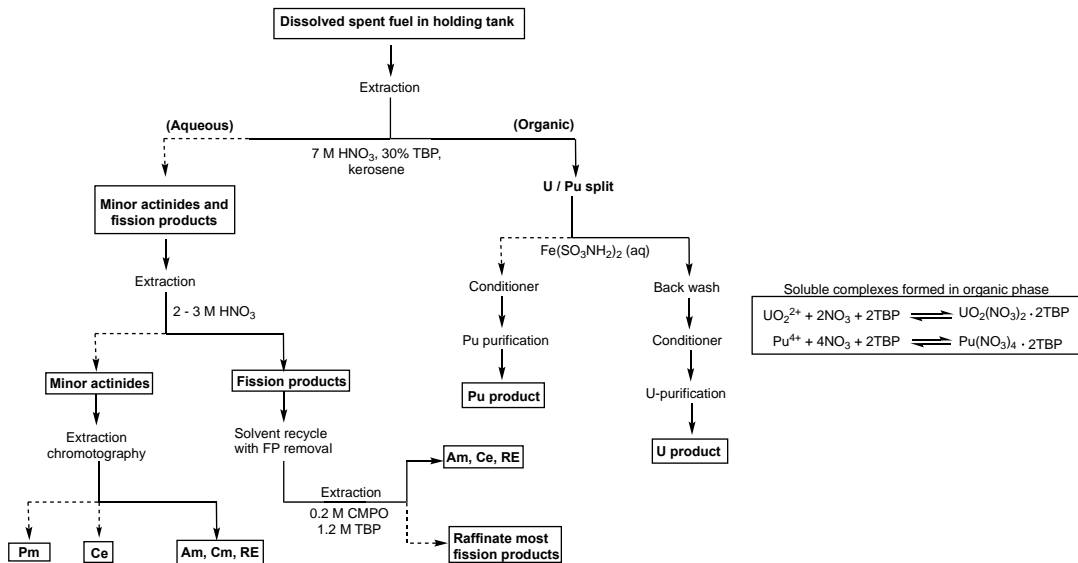 Dissolved spent fuel in holding tank
Extraction
(Aqueous)
(Organic)
7 M HNO₃, 30% TBP,
kerosene
U / Pu split
Minor actinides and
fission products
Fe(SO₃NH₂)₂ (aq)
Extraction
Conditioner
Back wash
Soluble complexes formed in organic phase
2 - 3 M HNO₃
UO₂²⁺ + 2NO₃ + 2TBP ⇌ UO₂(NO₃)₂ · 2TBP
Pu purification
Conditioner
Pu⁴⁺ + 4NO₃ + 2TBP ⇌ Pu(NO₃)₄ · 2TBP
Minor actinides
Fission products
Pu product
U-purification
Extraction
chromotography
Solvent recycle
with FP removal
U product
Am, Ce, RE
Extraction
0.2 M CMPO
1.2 M TBP
Pm
Ce
Am, Cm, RE
Raffinate most
fission products